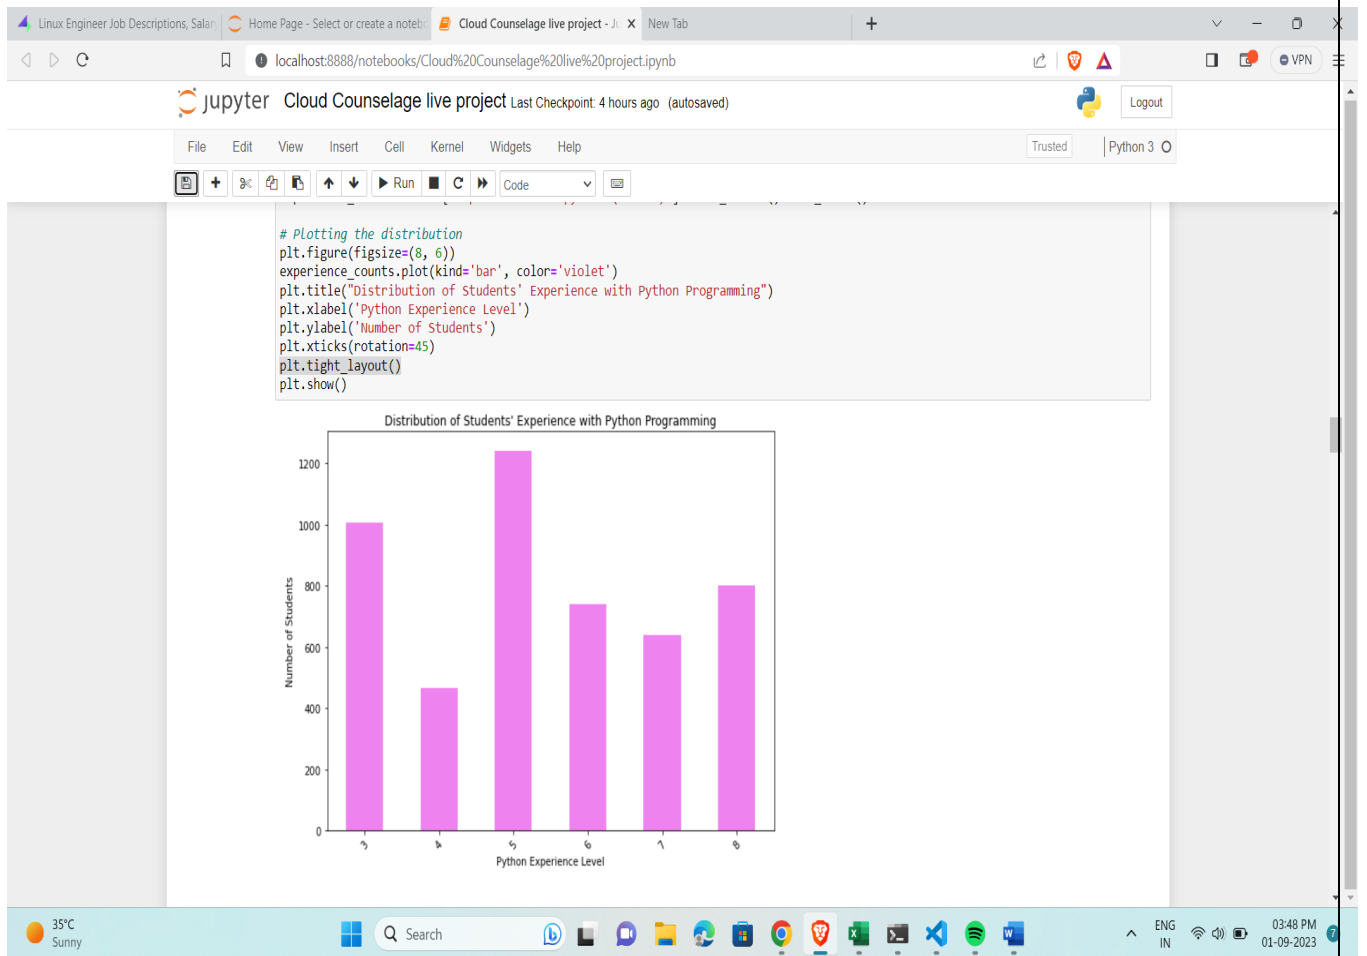 Linux Engineer Job Descriptions, Salar
Home Page - Select or create a noteb
Cloud Counselage live project - Ju
New Tab
localhost:8888/notebooks/Cloud%20Counselage%20live%20project.ipynb
VPN
jupyter Cloud Counselage live project Last Checkpoint: 4 hours ago (autosaved)
Logout
File Edit View Insert Cell Kernel Widgets Help
Trusted
Python 3
Run
Code
# Plotting the distribution
plt.figure(figsize=(8, 6))
experience_counts.plot(kind='bar', color='violet')
plt.title("Distribution of Students' Experience with Python Programming")
plt.xlabel('Python Experience Level')
plt.ylabel('Number of Students')
plt.xticks(rotation=45)
plt.tight_layout()
plt.show()
Distribution of Students' Experience with Python Programming
Number of Students
1200
1000
800
600
400
200
0
3 4 5 6 7 8
Python Experience Level
35°C
Sunny
Search
ENG
IN
03:48 PM
01-09-2023
7